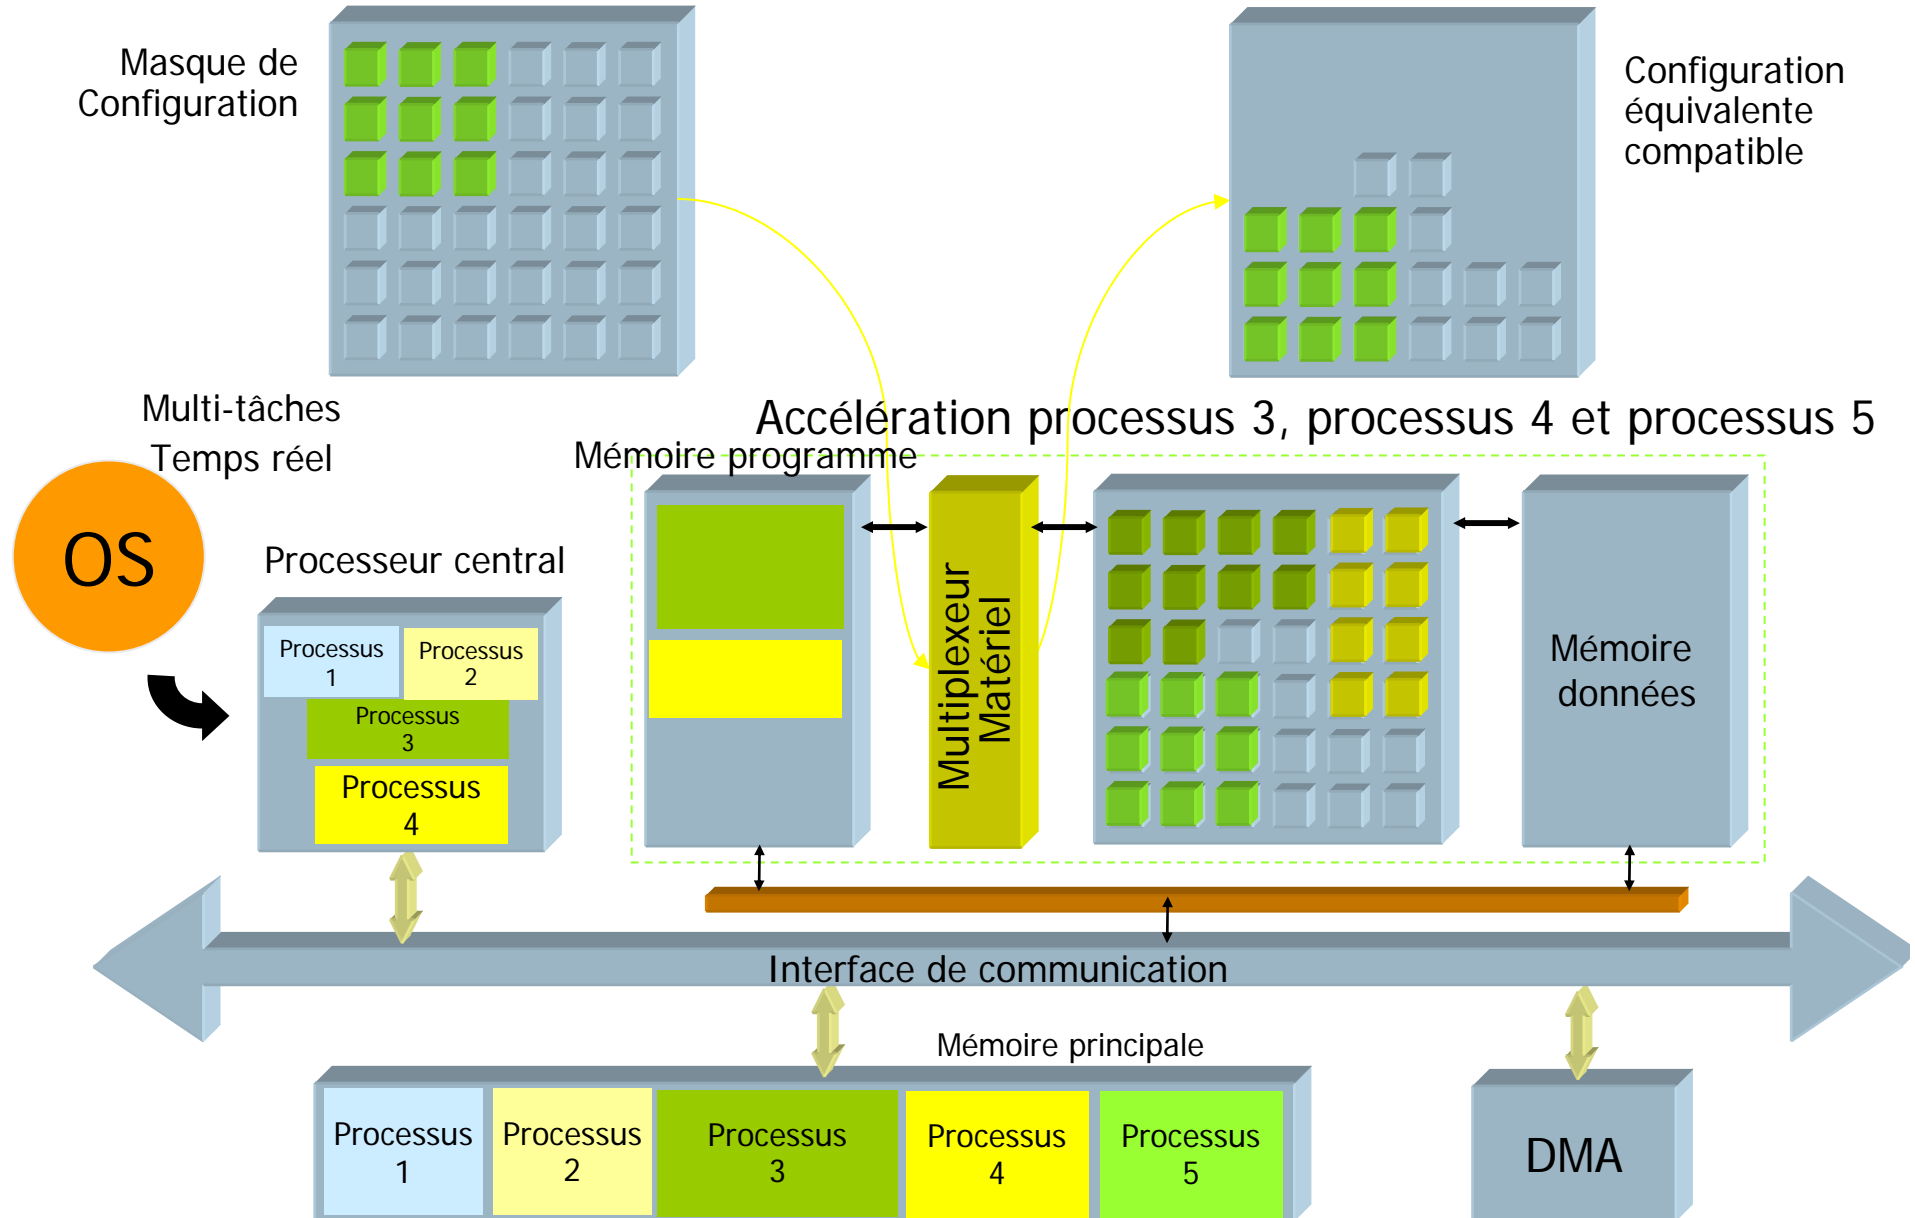 Masque de
Configuration
Configuration
équivalente
compatible
Multi-tâches
Temps réel
Accélération processus 3, processus 4 et processus 5
Mémoire programme
OS
Processeur central
Processus
1
Processus
2
Processus
3
Processus
4
Multiplexeur
Matériel
Mémoire
données
Interface de communication
Mémoire principale
Processus
1
Processus
2
Processus
3
Processus
4
Processus
5
DMA